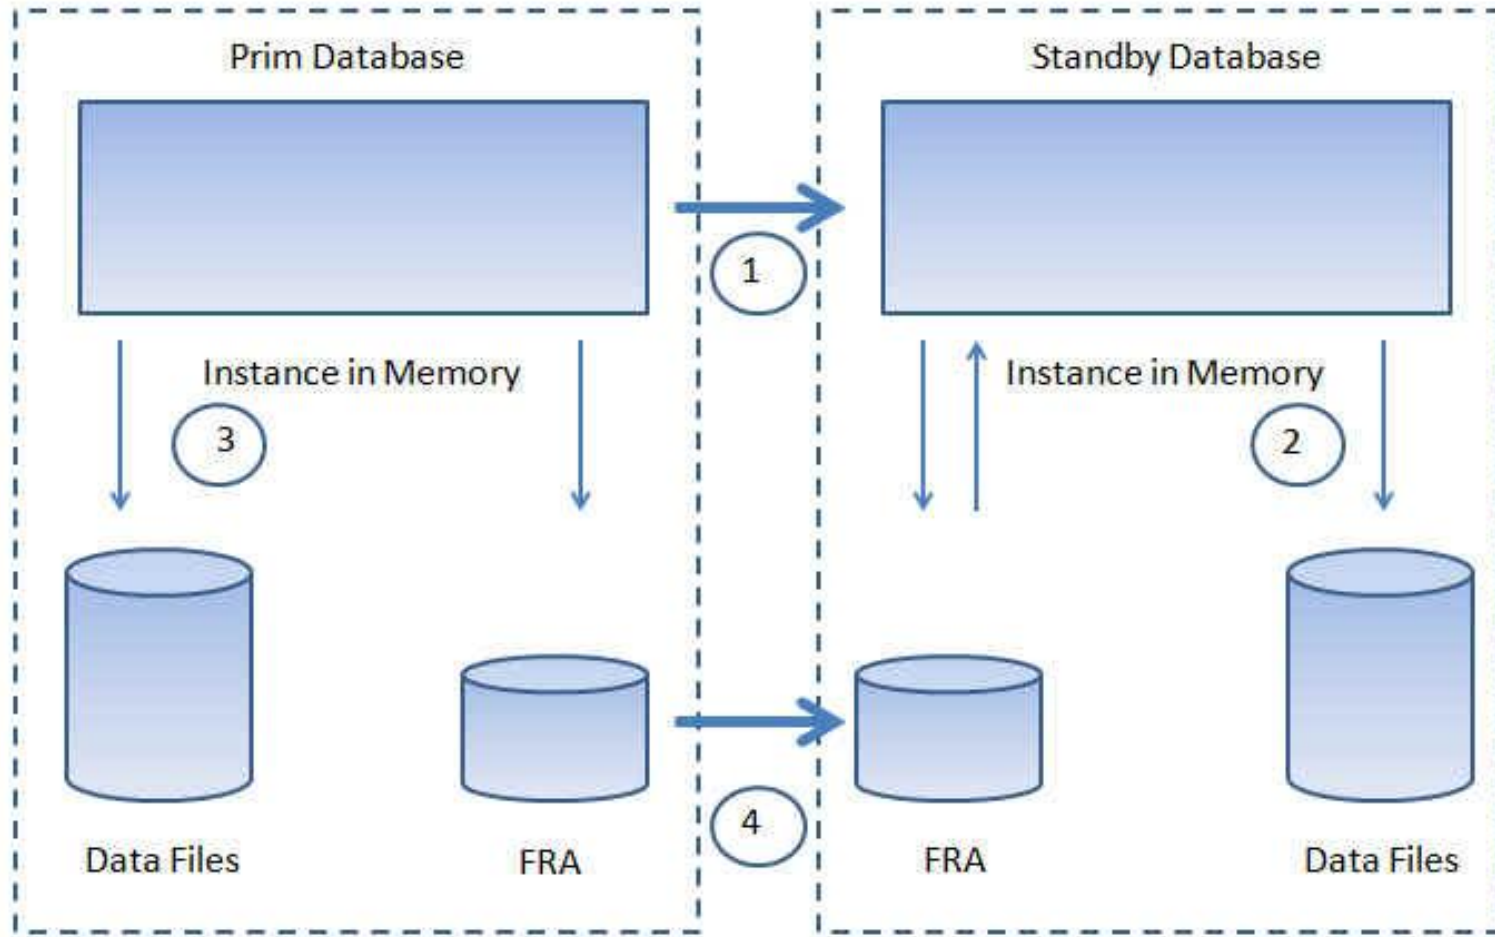 Prim Database
Standby Database
1
Instance in Memory
Instance in Memory
3
2
4
Data Files
FRA
FRA
Data Files